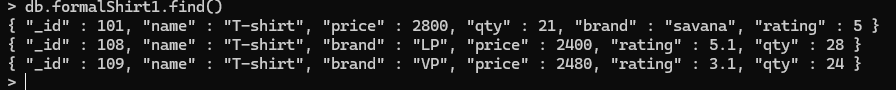 > db.formalShirt1.find()
{ "_id" : 101, "name" : "T-shirt", "price" : 2800, "qty" : 21, "brand" : "savana", "rating" : 5 }
{ "_id" : 108, "name" : "T-shirt", "brand" : "LP", "price" : 2400, "rating" : 5.1, "qty" : 28 }
{ "_id" : 109, "name" : "T-shirt", "brand" : "VP", "price" : 2480, "rating" : 3.1, "qty" : 24 }
>